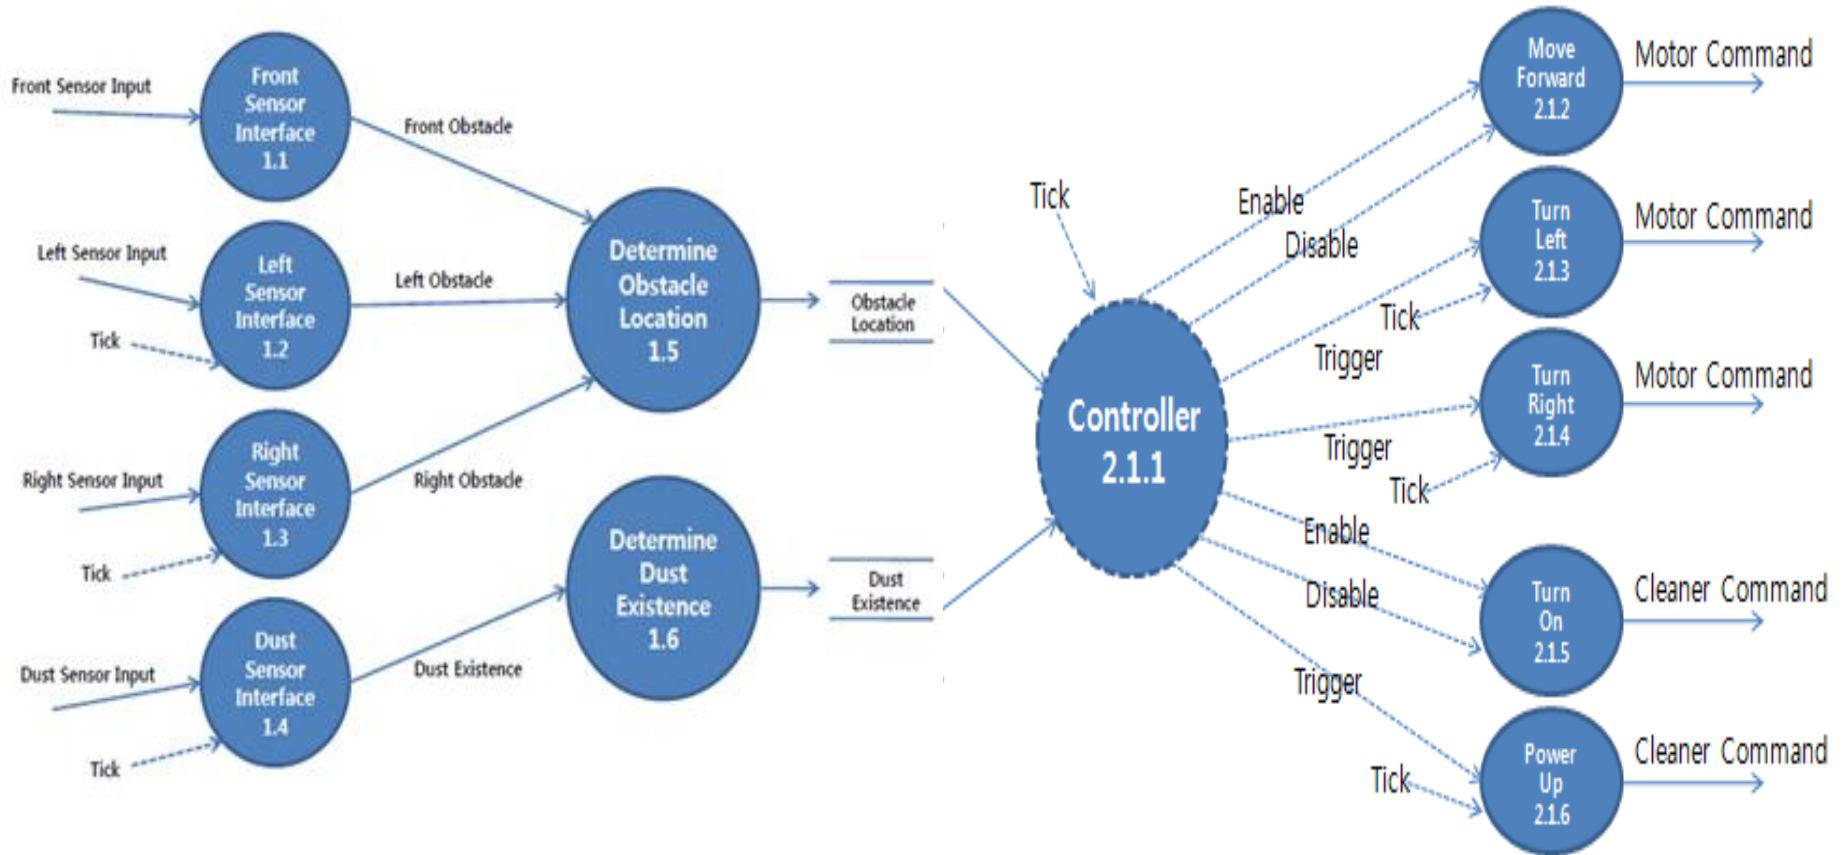 Front Sensor Input
Front
Sensor
Interface
1.1
Front Obstacle
Left Sensor Input
Left
Sensor
Interface
1.2
Tick
Left Obstacle
Right Sensor Input
Right
Sensor
Interface
1.3
Tick
Right Obstacle
Dust Sensor Input
Dust
Sensor
Interface
1.4
Tick
Dust Existence
Determine
Obstacle
Location
1.5
Obstacle
Location
Determine
Dust
Existence
1.6
Dust
Existence
Tick
Controller
2.1.1
Enable
Disable
Move
Forward
2.1.2
Motor Command
Trigger
Tick
Turn
Left
2.1.3
Motor Command
Trigger
Tick
Turn
Right
2.1.4
Motor Command
Enable
Disable
Turn
On
2.1.5
Cleaner Command
Trigger
Tick
Power
Up
2.1.6
Cleaner Command